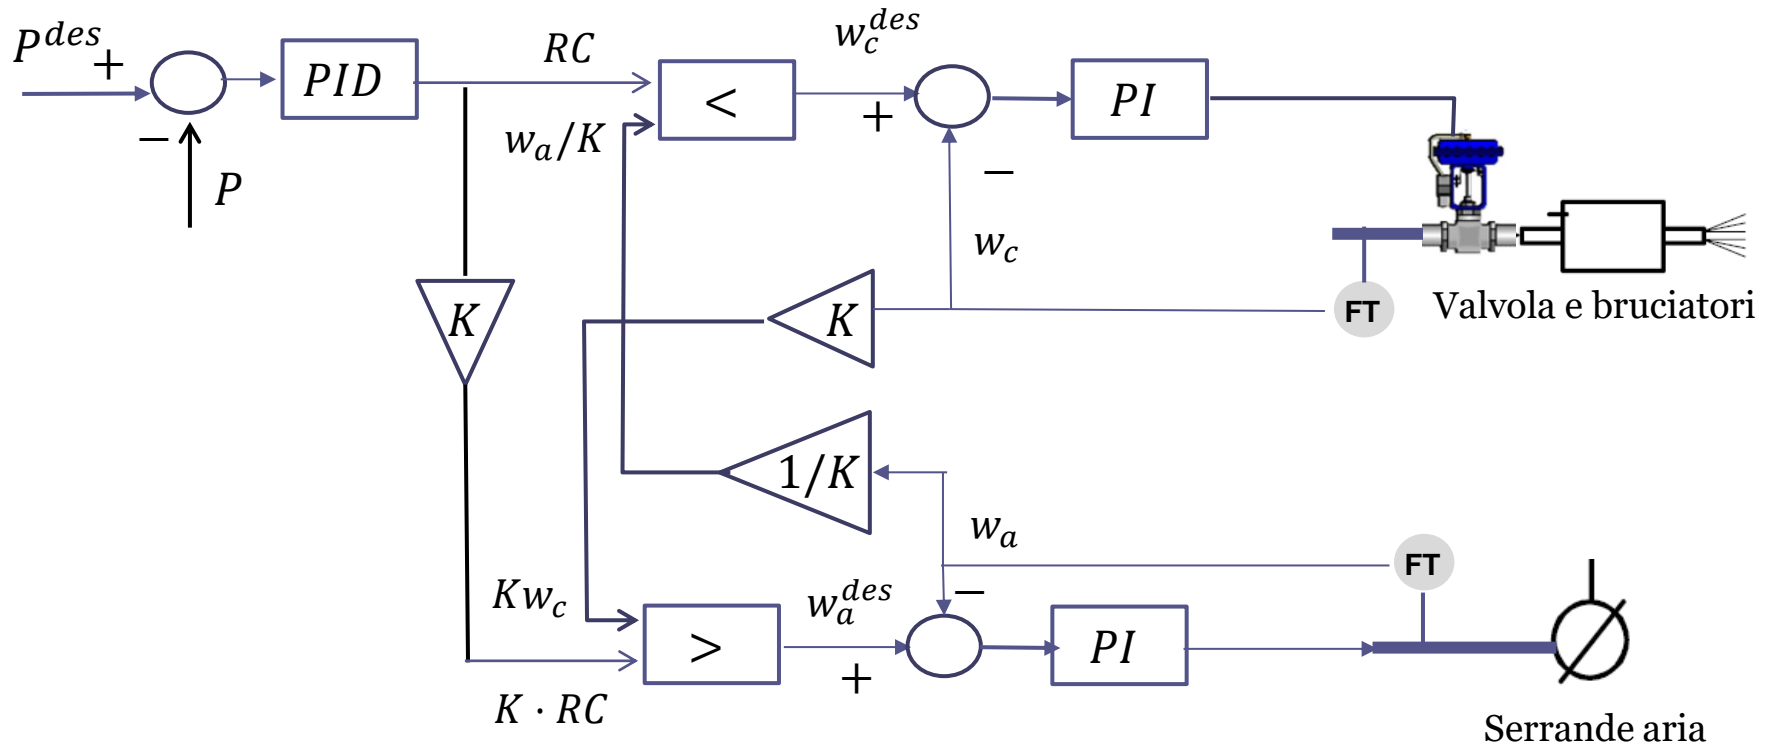 P^{des} +
−
P
PID
RC
w_a/K
<
w_c^{des}
+
−
PI
w_c
FT
Valvola e bruciatori
K
K
1/K
w_a
FT
Kw_c
K · RC
>
w_a^{des}
+
−
PI
Serrande aria